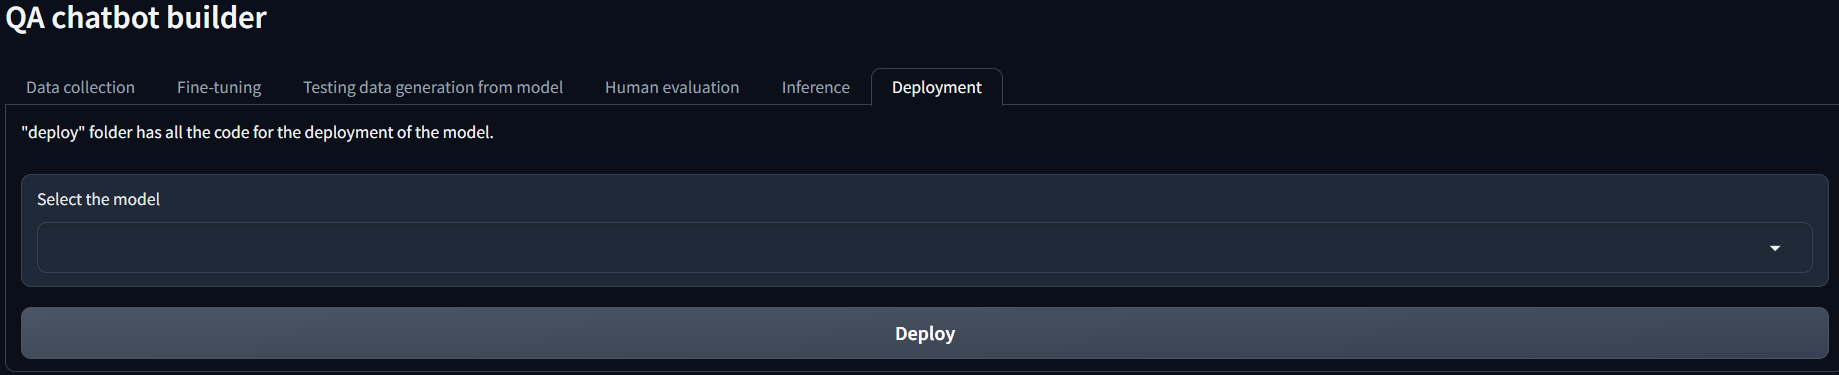 QA chatbot builder
Data collection Fine-tuning Testing data generation from model Human evaluation Inference Deployment
"deploy" folder has all the code for the deployment of the model.
Select the model
Deploy